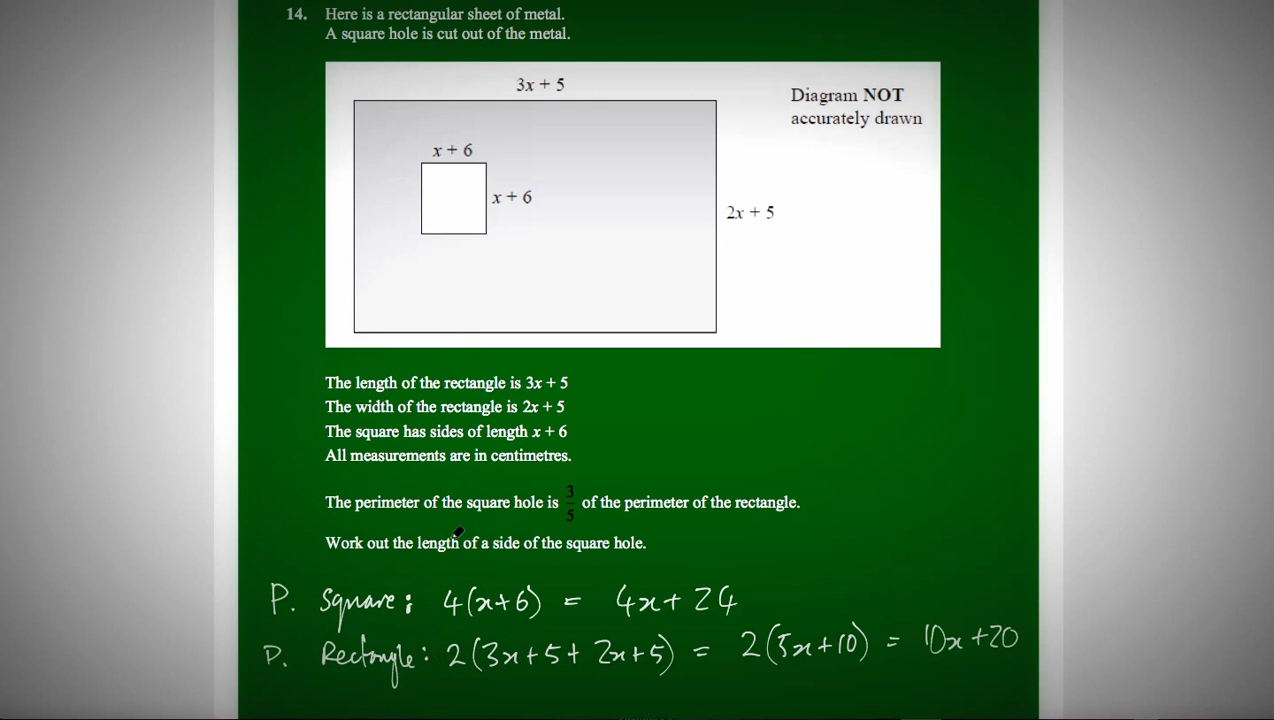 14. Here is a rectangular sheet of metal.
A square hole is cut out of the metal.
3x + 5
Diagram NOT
accurately drawn
x + 6
x + 6
2x + 5
The length of the rectangle is 3x + 5
The width of the rectangle is 2x + 5
The square has sides of length x + 6
All measurements are in centimetres.
The perimeter of the square hole is 3/5 of the perimeter of the rectangle.
Work out the length of a side of the square hole.
P. Square: 4(x+6) = 4x+24
P. Rectangle: 2(3x+5+2x+5) = 2(5x+10) = 10x+20